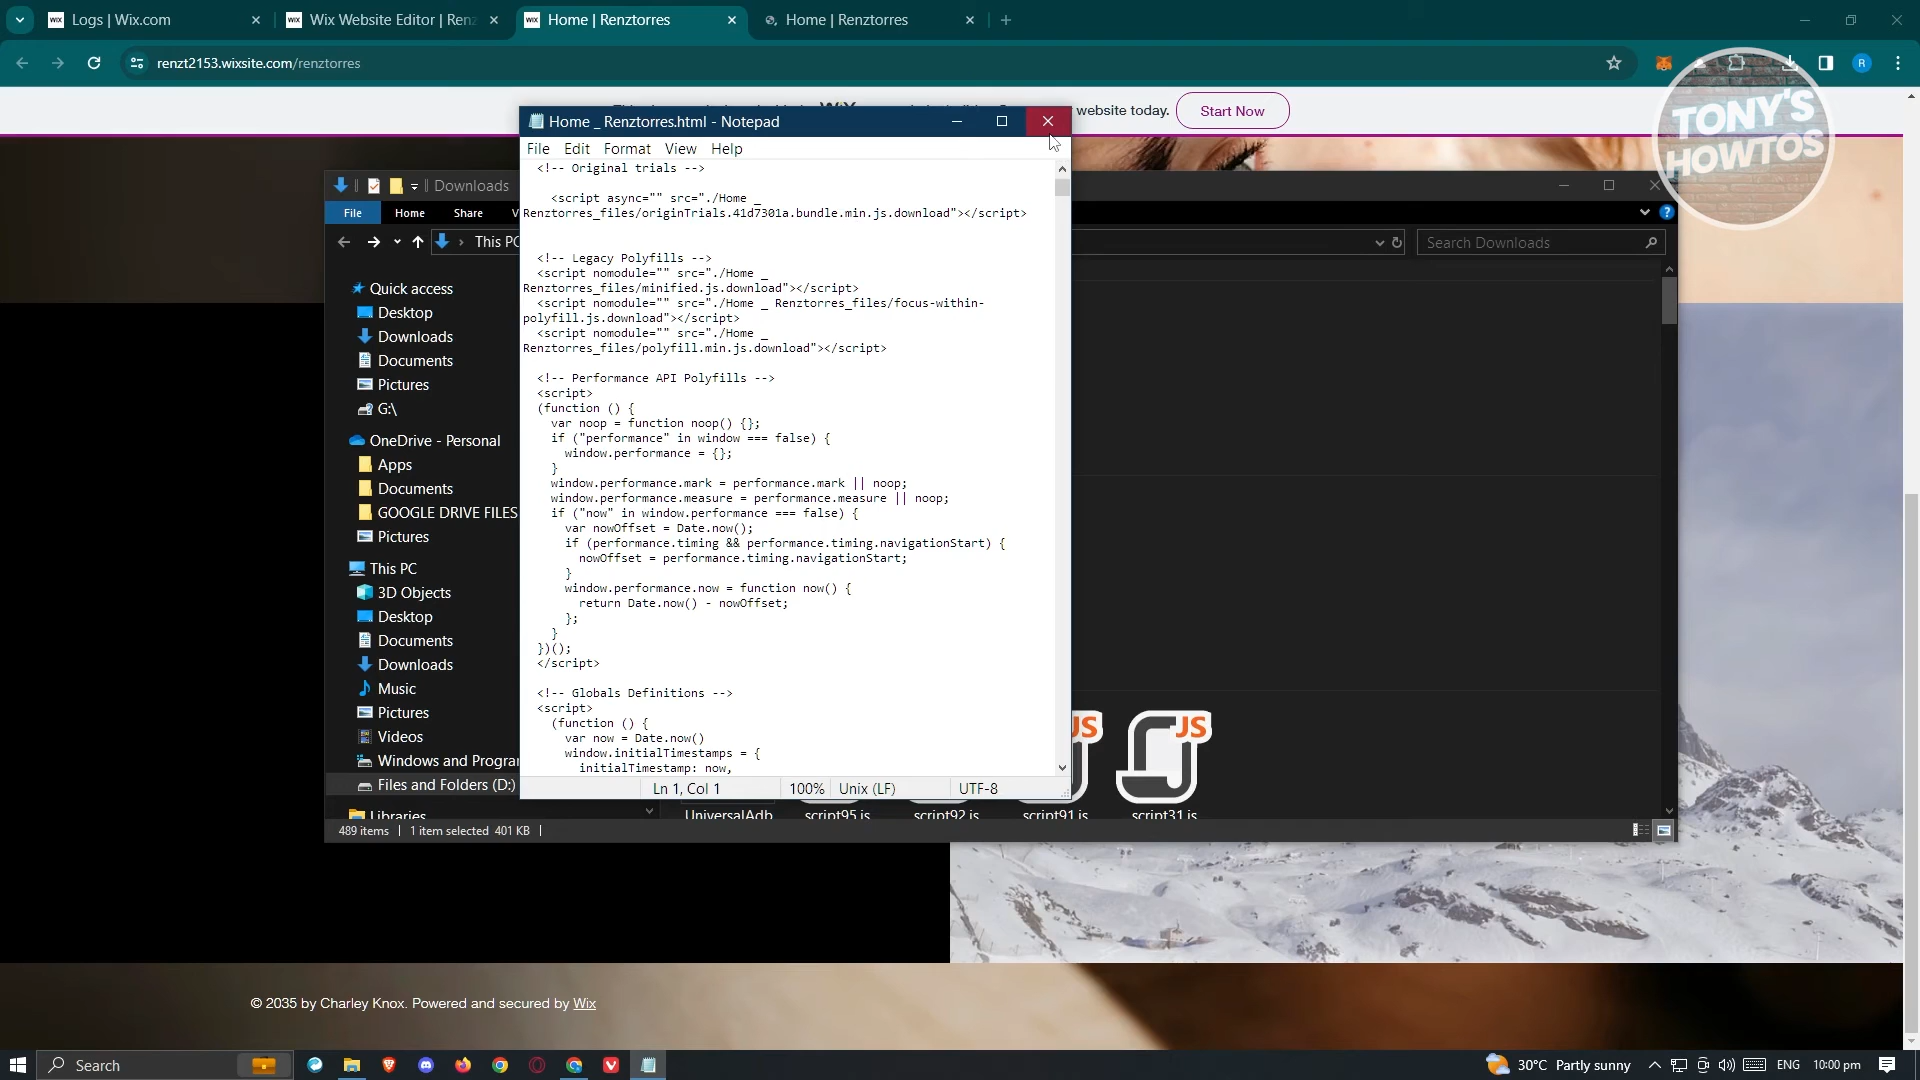 Logs | Wix.com
Wix Website Editor | Renz
Home | Renztorres
Home | Renztorres
renzt2153.wixsite.com/renztorres
R
website today.
Start Now
TONY'S
HOWTOS
Home _ Renztorres.html - Notepad
File Edit Format View Help
<!-- Original trials -->
<script async="" src="./Home _
Renztorres_files/originTrials.41d7301a.bundle.min.js.download"></script>
<!-- Legacy Polyfills -->
<script nomodule="" src="./Home _
Renztorres_files/minified.js.download"></script>
<script nomodule="" src="./Home _ Renztorres_files/focus-within-
polyfill.js.download"></script>
<script nomodule="" src="./Home _
Renztorres_files/polyfill.min.js.download"></script>
<!-- Performance API Polyfills -->
<script>
(function () {
var noop = function noop() {};
if ("performance" in window === false) {
window.performance = {};
}
window.performance.mark = performance.mark || noop;
window.performance.measure = performance.measure || noop;
if ("now" in window.performance === false) {
var nowOffset = Date.now();
if (performance.timing && performance.timing.navigationStart) {
nowOffset = performance.timing.navigationStart;
}
window.performance.now = function now() {
return Date.now() - nowOffset;
};
}
})();
</script>
<!-- Globals Definitions -->
<script>
(function () {
var now = Date.now()
window.initialTimestamps = {
initialTimestamp: now,
Ln 1, Col 1 100% Unix (LF) UTF-8
Downloads
File Home Share V
This PC
Search Downloads
Quick access
Desktop
Downloads
Documents
Pictures
G:\
OneDrive - Personal
Apps
Documents
GOOGLE DRIVE FILES
Pictures
This PC
3D Objects
Desktop
Documents
Downloads
Music
Pictures
Videos
Windows and Progra
Files and Folders (D:)
Libraries
JS
JS
UniversalAdb script95.js script92.js script91.js script31.js
489 items | 1 item selected 401 KB |
© 2035 by Charley Knox. Powered and secured by Wix
Search
30°C Partly sunny ENG 10:00 pm